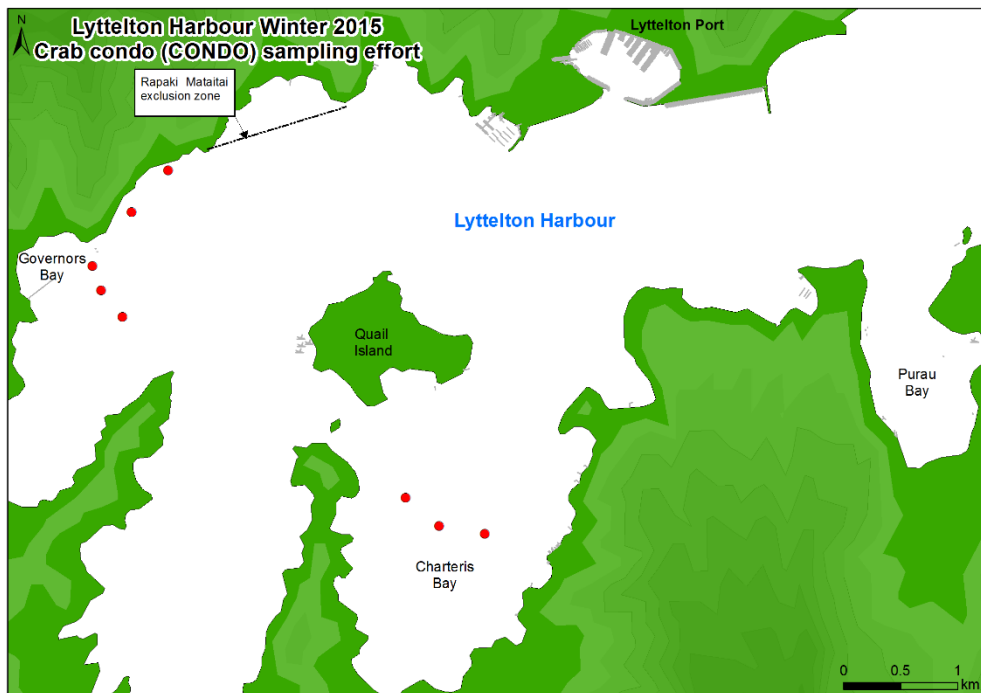 N
Lyttelton Harbour Winter 2015
Crab condo (CONDO) sampling effort
Lyttelton Port
Rapaki Mataitai
exclusion zone
Lyttelton Harbour
Governors
Bay
Quail
Island
Purau
Bay
Charteris
Bay
0 0.5 1
km